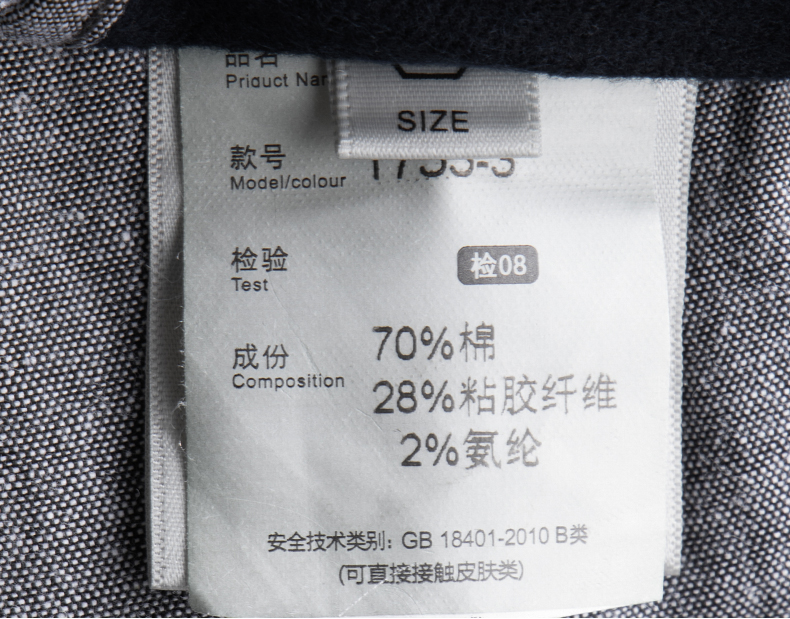 品名
Priduct Nar
SIZE
款号
Model/colour
检验 检08
Test
成份 70%棉
Composition
28%粘胶纤维
2%氨纶
安全技术类别: GB 18401-2010 B类
(可直接接触皮肤类)